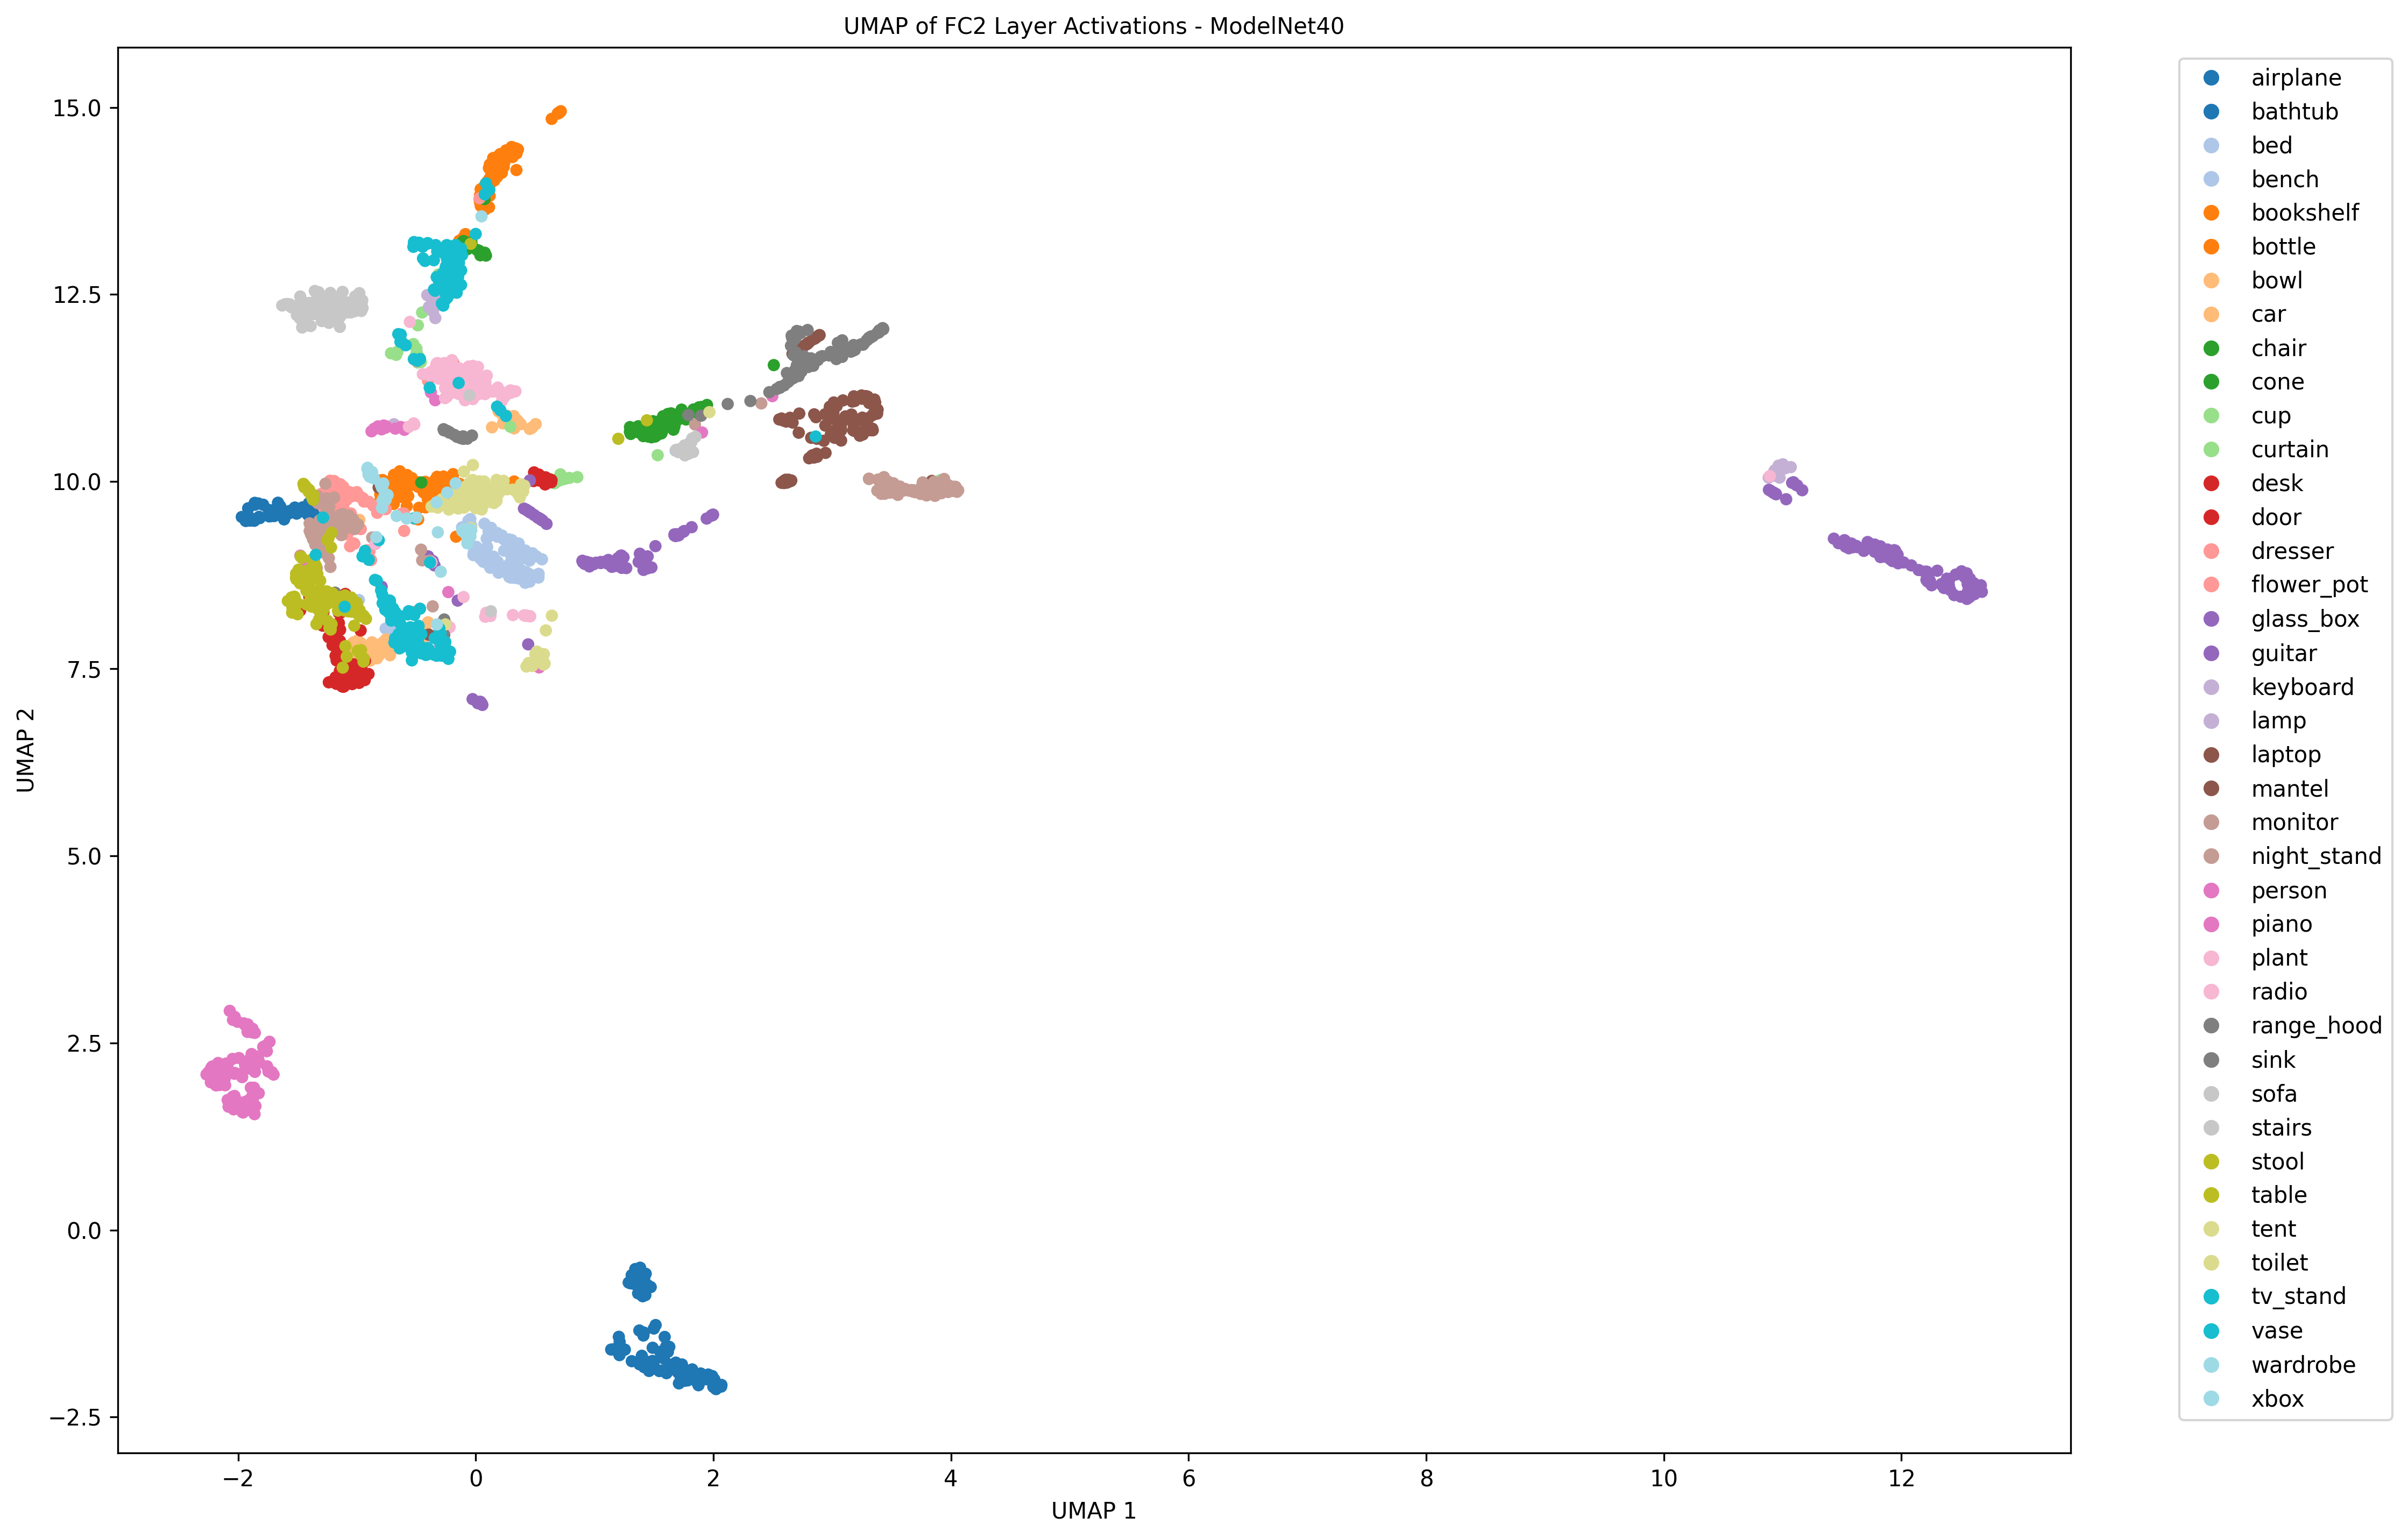 UMAP of FC2 Layer Activations - ModelNet40
15.0
12.5
10.0
7.5
5.0
2.5
0.0
−2.5
UMAP 2
−2
0
2
4
6
8
10
12
UMAP 1
airplane
bathtub
bed
bench
bookshelf
bottle
bowl
car
chair
cone
cup
curtain
desk
door
dresser
flower_pot
glass_box
guitar
keyboard
lamp
laptop
mantel
monitor
night_stand
person
piano
plant
radio
range_hood
sink
sofa
stairs
stool
table
tent
toilet
tv_stand
vase
wardrobe
xbox